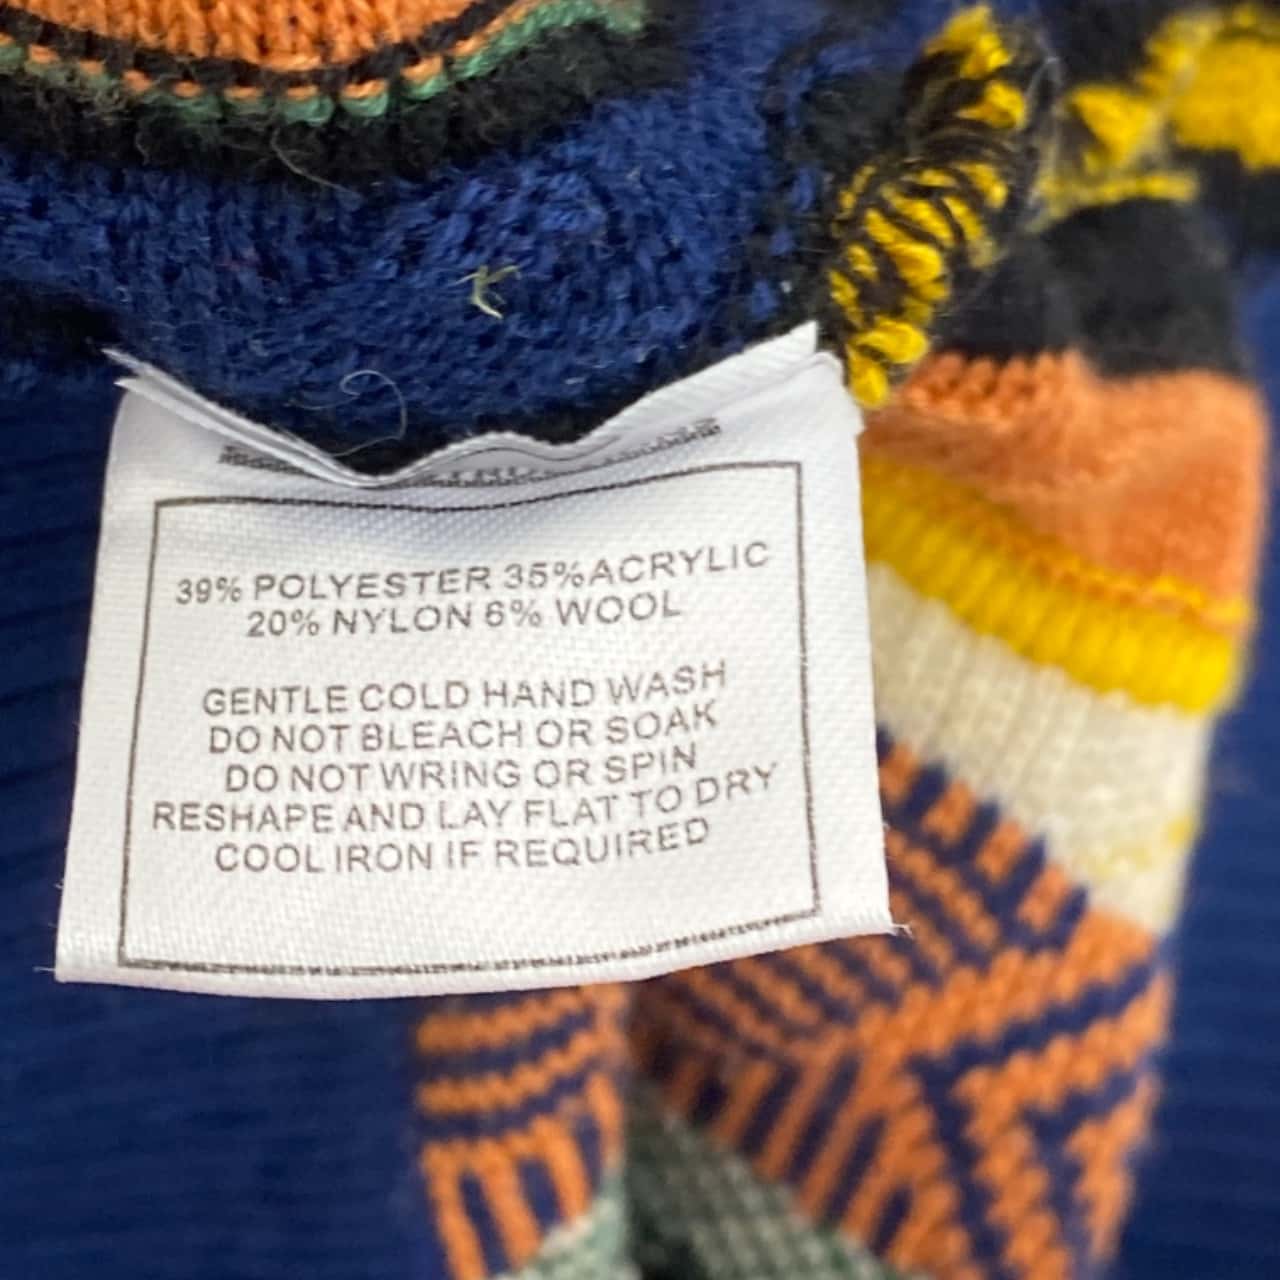 39% POLYESTER 35% ACRYLIC
20% NYLON 6% WOOL
GENTLE COLD HAND WASH
DO NOT BLEACH OR SOAK
DO NOT WRING OR SPIN
RESHAPE AND LAY FLAT TO DRY
COOL IRON IF REQUIRED